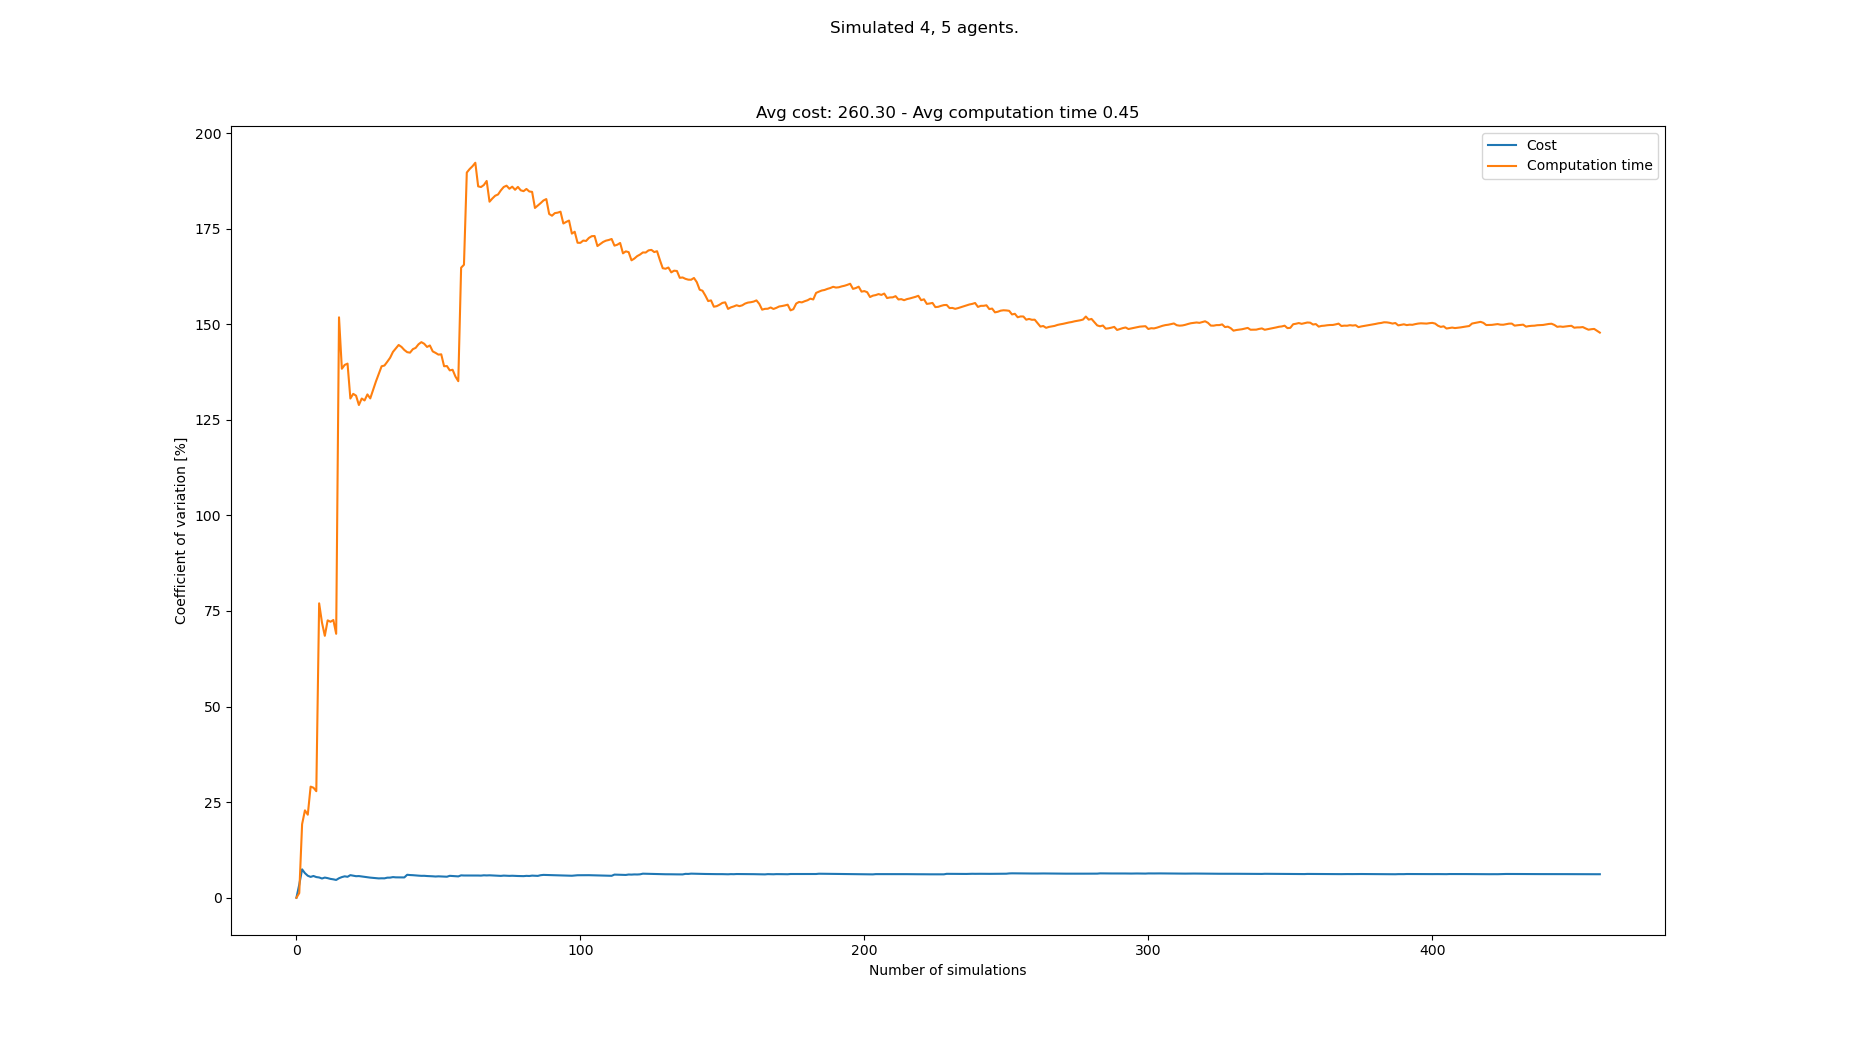 Simulated 4, 5 agents.
Avg cost: 260.30 - Avg computation time 0.45
Cost
Computation time
200
175
150
125
100
75
50
25
0
Coefficient of variation [%]
0 100 200 300 400
Number of simulations